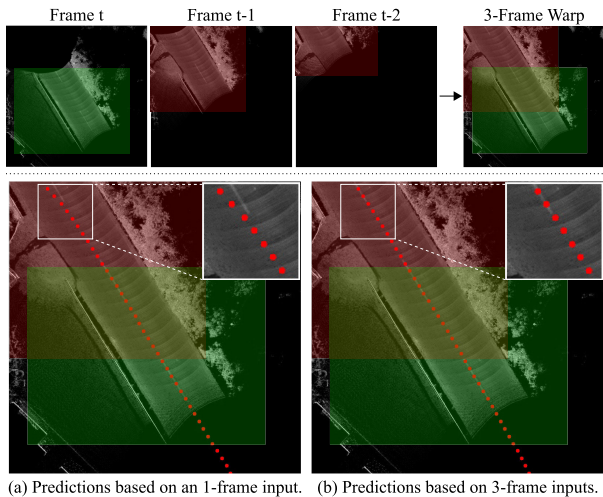 Frame t
Frame t-1
Frame t-2
3-Frame Warp
(a) Predictions based on an 1-frame input.
(b) Predictions based on 3-frame inputs.